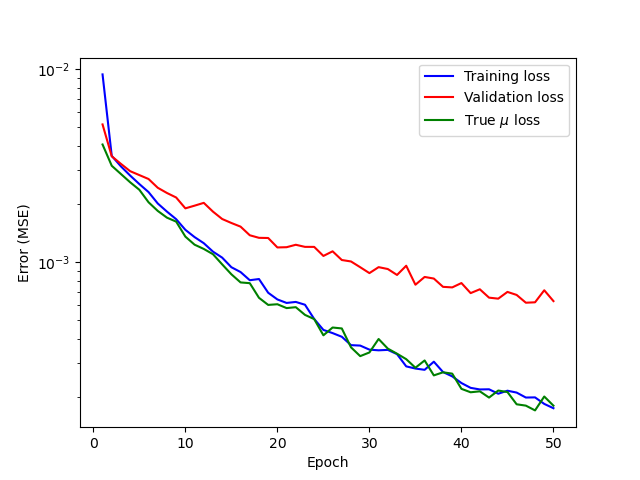 Training loss
Validation loss
True μ loss
10⁻²
10⁻³
Error (MSE)
0 10 20 30 40 50
Epoch